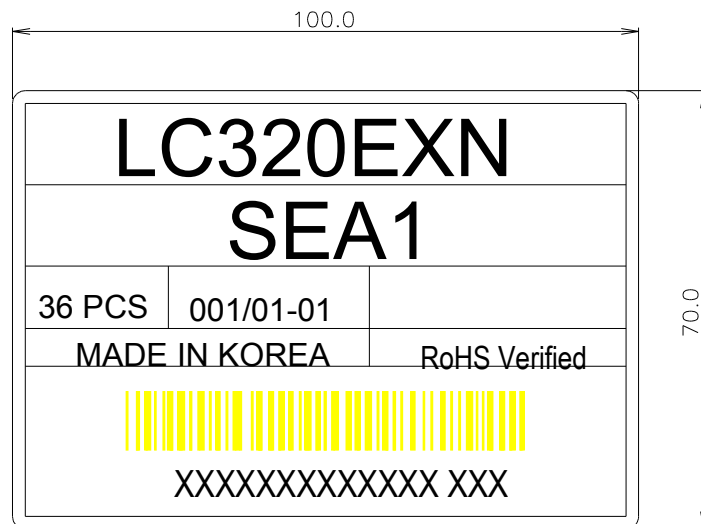 100.0
LC320EXN
SEA1
36 PCS 001/01-01
MADE IN KOREA RoHS Verified
XXXXXXXXXXXXX XXX
70.0